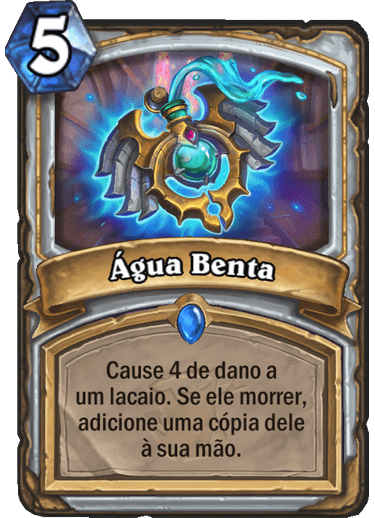 5
Água Benta
Cause 4 de dano a
um lacaio. Se ele morrer,
adicione uma cópia dele
à sua mão.